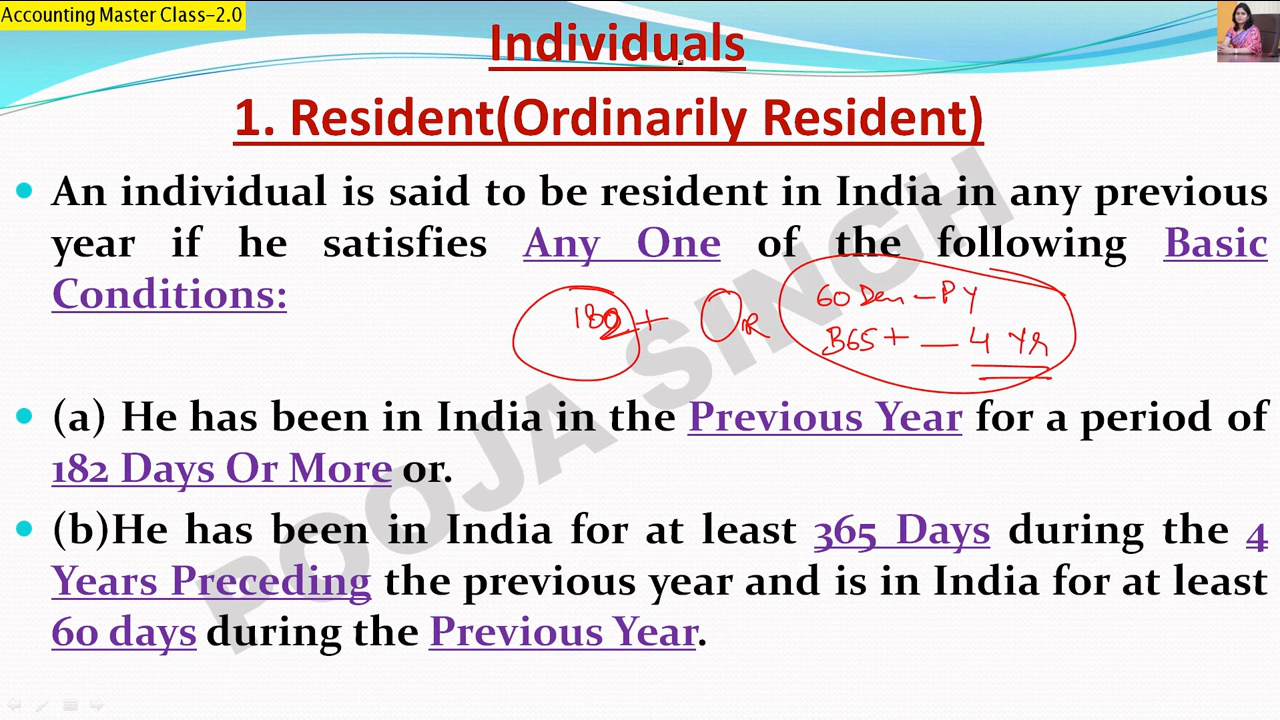 Accounting Master Class-2.0
Individuals
1. Resident(Ordinarily Resident)
An individual is said to be resident in India in any previous
year if he satisfies Any One of the following Basic
Conditions:
182+ OR
60 Days - PY
365+ - 4 Yr
(a) He has been in India in the Previous Year for a period of
182 Days Or More or.
(b)He has been in India for at least 365 Days during the 4
Years Preceding the previous year and is in India for at least
60 days during the Previous Year.
POOJA SINGH